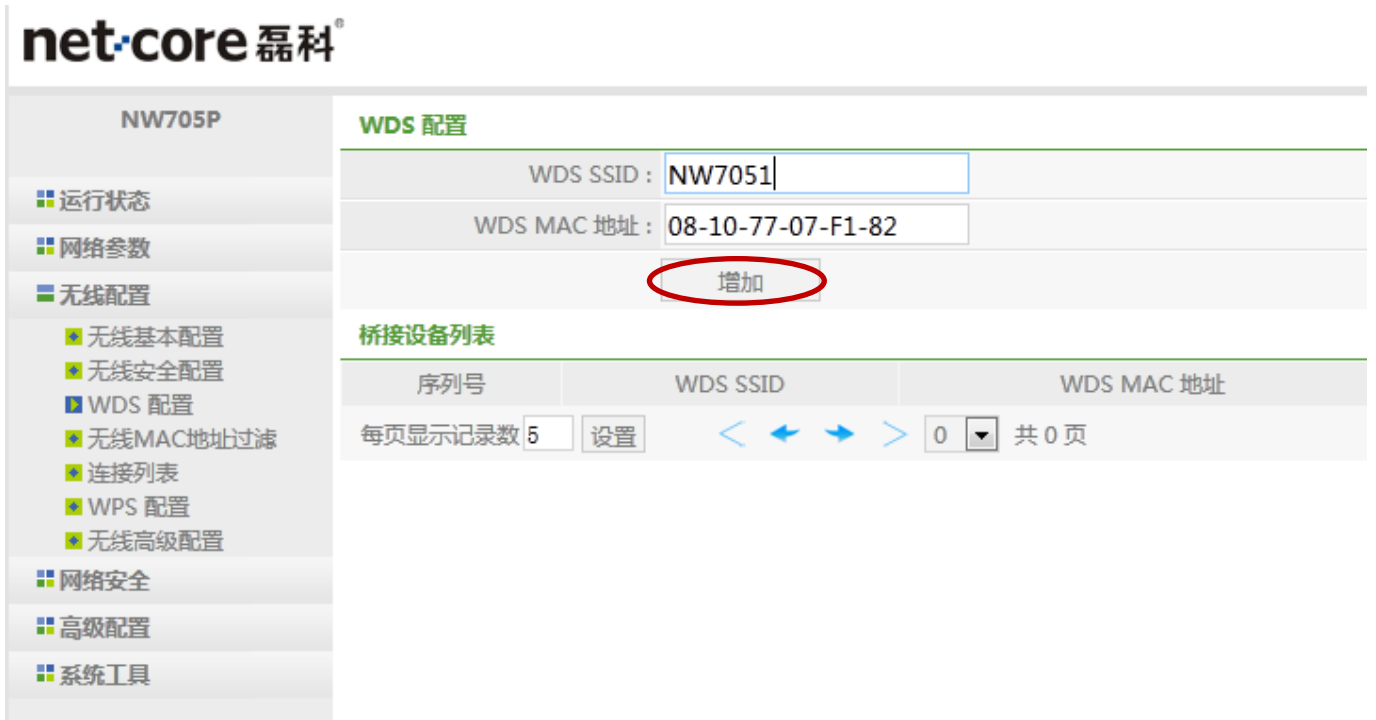 net·core 磊科®
NW705P
运行状态
网络参数
无线配置
无线基本配置
无线安全配置
WDS 配置
无线MAC地址过滤
连接列表
WPS 配置
无线高级配置
网络安全
高级配置
系统工具
WDS 配置
WDS SSID : NW7051
WDS MAC 地址 : 08-10-77-07-F1-82
增加
桥接设备列表
序列号 WDS SSID WDS MAC 地址
每页显示记录数 5 设置 0 共 0 页